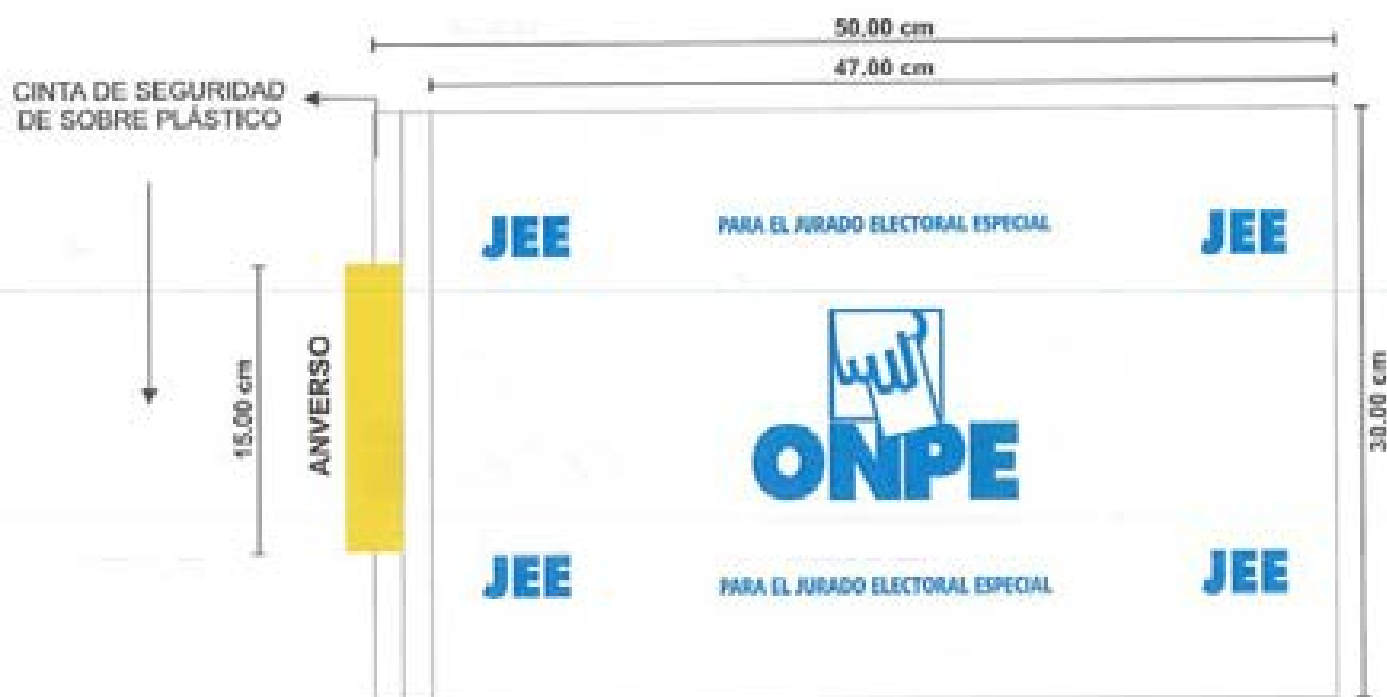 50.00 cm
47.00 cm
CINTA DE SEGURIDAD
DE SOBRE PLÁSTICO
JEE
PARA EL JURADO ELECTORAL ESPECIAL
JEE
15.00 cm
ANVERSO
ONPE
30.00 cm
JEE
PARA EL JURADO ELECTORAL ESPECIAL
JEE